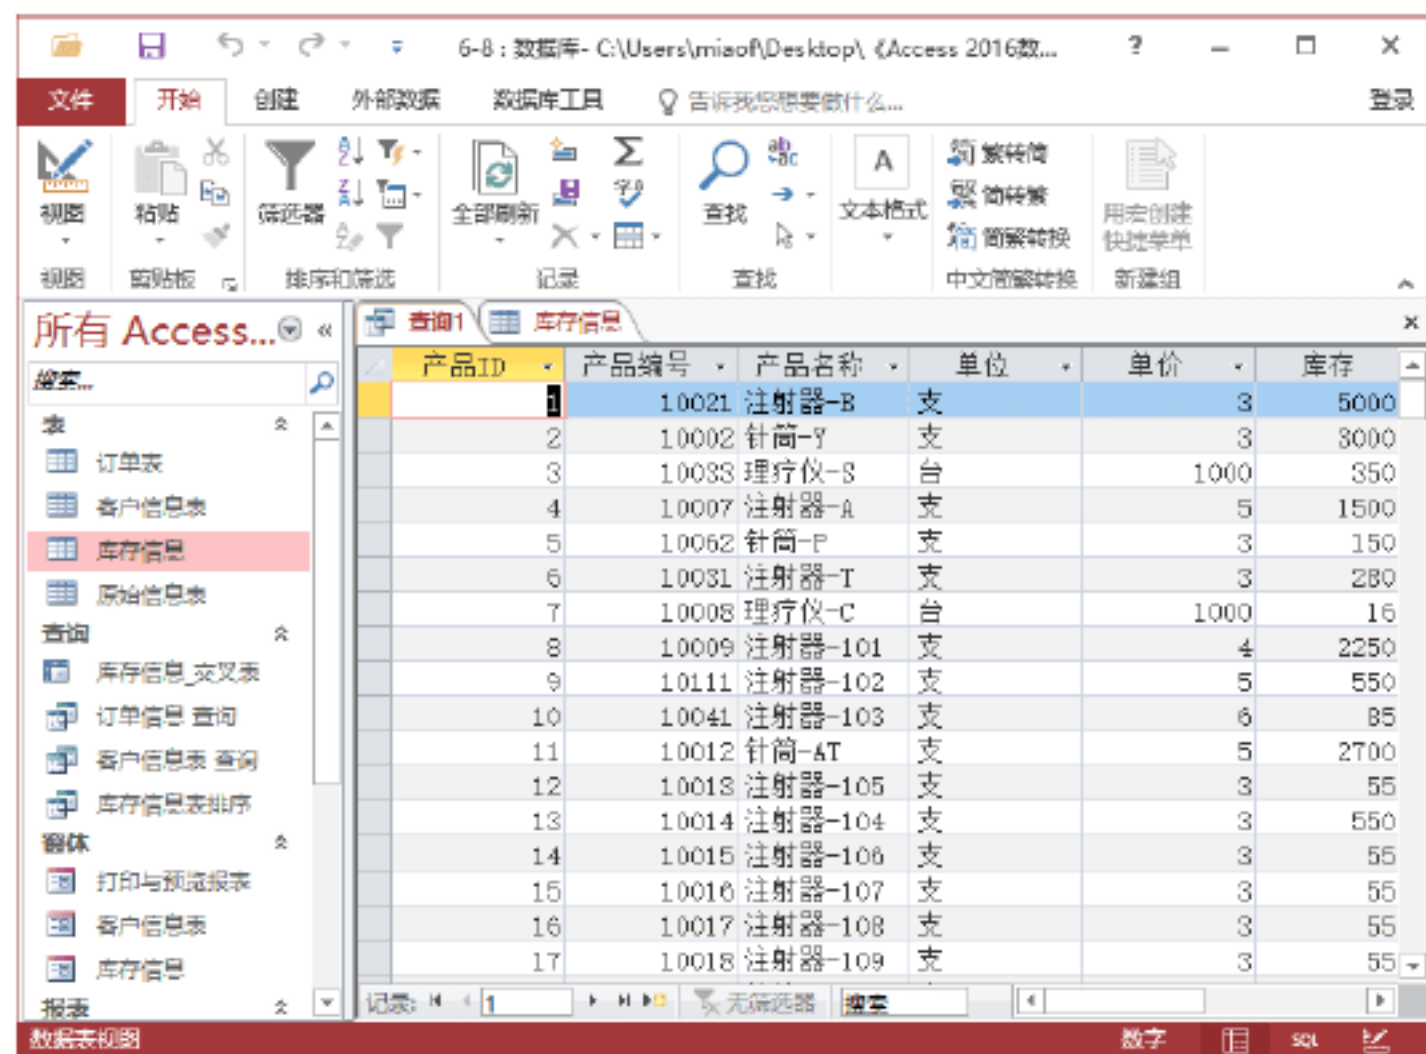 6-8 : 数据库- C:\Users\miaof\Desktop\《Access 2016数...
?
文件 开始 创建 外部数据 数据库工具 告诉我您想要做什么... 登录
视图 粘贴 筛选器 全部刷新 查找 文本格式 繁转简 简转繁 简繁转换 用宏创建快捷菜单
视图 剪贴板 排序和筛选 记录 查找 中文简繁转换 新建组
所有 Access... «
搜索...
表
订单表
客户信息表
库存信息
原始信息表
查询
库存信息_交叉表
订单信息 查询
客户信息表 查询
库存信息表排序
窗体
打印与预览报表
客户信息表
库存信息
报表
查询1 库存信息
产品ID 产品编号 产品名称 单位 单价 库存
1 10021 注射器-B 支 3 5000
2 10002 针筒-Y 支 3 3000
3 10033 理疗仪-S 台 1000 350
4 10007 注射器-A 支 5 1500
5 10062 针筒-P 支 3 150
6 10031 注射器-T 支 3 280
7 10008 理疗仪-C 台 1000 16
8 10009 注射器-101 支 4 2250
9 10111 注射器-102 支 5 550
10 10041 注射器-103 支 6 85
11 10012 针筒-AT 支 5 2700
12 10013 注射器-105 支 3 55
13 10014 注射器-104 支 3 550
14 10015 注射器-106 支 3 55
15 10016 注射器-107 支 3 55
16 10017 注射器-108 支 3 55
17 10018 注射器-109 支 3 55
记录: 1 无筛选器 搜索
数据表视图 数字 SQL